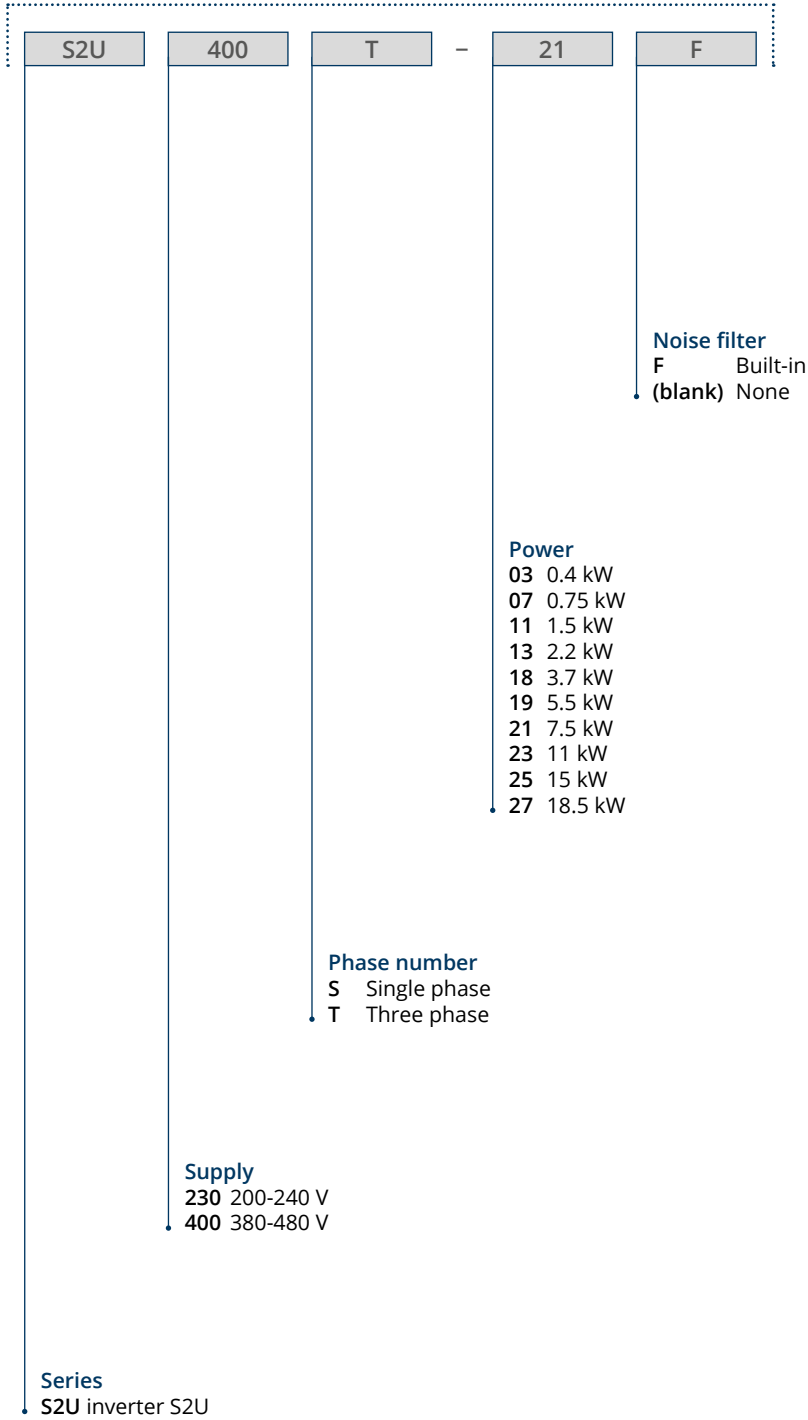 S2U 400 T – 21 F
Noise filter
F Built-in
(blank) None
Power
03 0.4 kW
07 0.75 kW
11 1.5 kW
13 2.2 kW
18 3.7 kW
19 5.5 kW
21 7.5 kW
23 11 kW
25 15 kW
27 18.5 kW
Phase number
S Single phase
T Three phase
Supply
230 200-240 V
400 380-480 V
Series
S2U inverter S2U